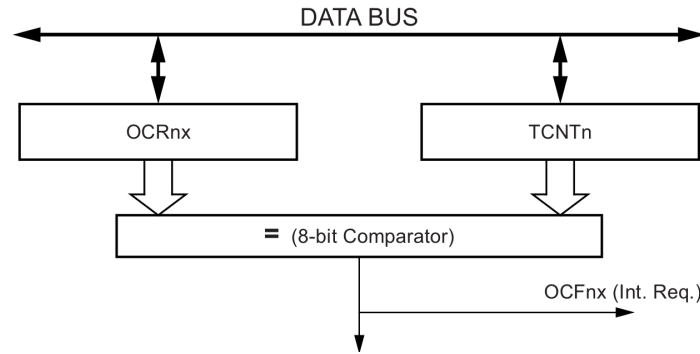 DATA BUS
OCRnx
TCNTn
= (8-bit Comparator)
OCFnx (Int. Req.)